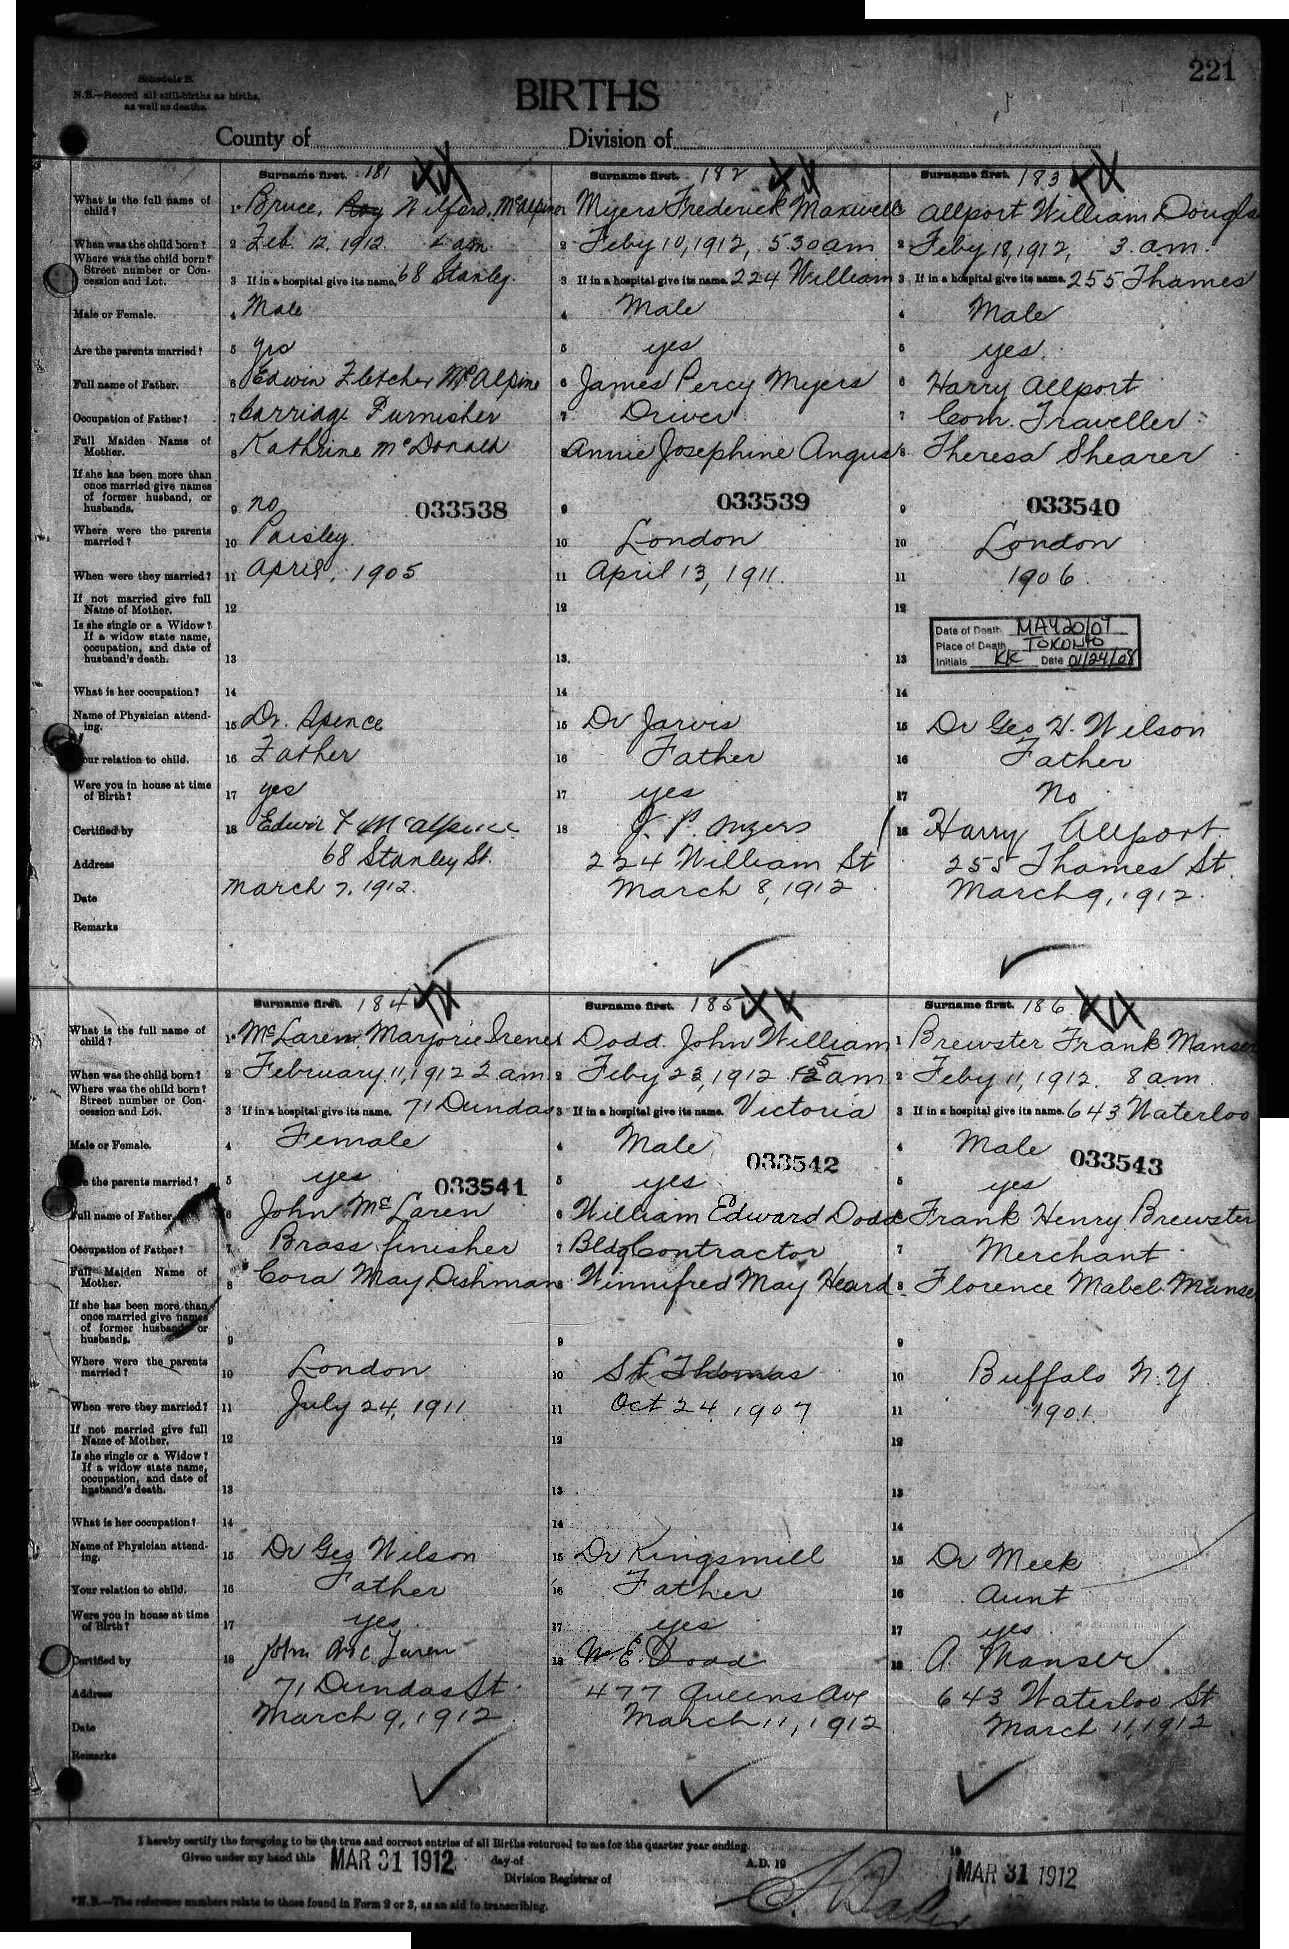 221
Schedule B.
N.B.—Record all still-births as births,
as well as deaths.
BIRTHS
County of
Division of
Surname first. 181
What is the full name of child? 1 Bruce, Roy Wilford, McAlpine
When was the child born? 2 Feb. 12, 1912 am
Where was the child born? Street number or Concession and Lot. 3 If in a hospital give its name. 68 Stanley.
Male or Female. 4 Male
Are the parents married? 5 yes
Full name of Father. 6 Edwin Fletcher McAlpine
Occupation of Father? 7 Carriage Furnisher
Full Maiden Name of Mother. 8 Kathrine McDonald
If she has been more than once married give names of former husband, or husbands. 9 no
033538
Where were the parents married? 10 Paisley
When were they married? 11 April, 1905
If not married give full Name of Mother. 12
Is she single or a Widow? If a widow state name, occupation, and date of husband's death. 13
What is her occupation? 14
Name of Physician attending. 15 Dr. Spence
Your relation to child. 16 Father
Were you in house at time of Birth? 17 yes
Certified by 18 Edwin F McAlpine
Address 68 Stanley St.
Date March 7, 1912.
Remarks
Surname first. 182
Myers Frederick Maxwell
2 Feby 10, 1912, 5 30 am
3 If in a hospital give its name. 224 William
4 Male
5 yes
6 James Percy Myers
7 Driver
8 Annie Josephine Angus
9
033539
10 London
11 April 13, 1911.
12
13.
14
15 Dr Jarvis
16 Father
17 yes
18 J. P. Myers
224 William St
March 8, 1912
Surname first. 183
Allport William Douglas
2 Feby 18, 1912, 3. a.m.
3 If in a hospital give its name. 255 Thames
4 Male
5 yes.
6 Harry Allport
7 Com. Traveller
8 Theresa Shearer
9
033540
10 London
11 1906
12
Date of Death MAY 20/07
Place of Death TORONTO
Initials KK Date 01/24/08
13
14
15 Dr Geo H. Wilson
16 Father
17 No
18 Harry Allport
255 Thames St.
March 9, 1912.
Surname first. 184
What is the full name of child? 1 McLaren Marjorie Irene
When was the child born? 2 February 11, 1912 2 am
Where was the child born? Street number or Concession and Lot. 3 If in a hospital give its name. 71 Dundas
Male or Female. 4 Female
Are the parents married? 5 yes
033541
Full name of Father. 6 John McLaren
Occupation of Father? 7 Brass finisher
Full Maiden Name of Mother. 8 Cora May Dishman
If she has been more than once married give names of former husband, or husbands. 9
Where were the parents married? 10 London
When were they married? 11 July 24, 1911
If not married give full Name of Mother. 12
Is she single or a Widow? If a widow state name, occupation, and date of husband's death. 13
What is her occupation? 14
Name of Physician attending. 15 Dr Geo Wilson
Your relation to child. 16 Father
Were you in house at time of Birth? 17 yes
Certified by 18 John McLaren
Address 71 Dundas St.
Date March 9, 1912
Remarks
Surname first. 185
Dodd John William
2 Feby 23, 1912 am
3 If in a hospital give its name. Victoria
4 Male
033542
5 yes
6 William Edward Dodd
7 Bldg Contractor
8 Winnifred May Heard
9
10 St Thomas
11 Oct 24, 1907
12
13
14
15 Dr Kingsmill
16 Father
17 yes
18 W. E. Dodd
477 Queens Ave
March 11, 1912
Surname first. 186
1 Brewster Frank Manser
2 Feby 11, 1912. 8 am
3 If in a hospital give its name. 643 Waterloo
4 Male
033543
5 yes
6 Frank Henry Brewster
7 Merchant
8 Florence Mabel Manser
9
10 Buffalo N.Y
11 1901.
12
13
14
15 Dr Meek
16 Aunt
17 yes
18 A. Manser
643 Waterloo St
March 11, 1912
I hereby certify the foregoing to be the true and correct entries of all Births returned to me for the quarter year ending 19
Given under my hand this MAR 31 1912 day of A.D. 19 MAR 31 1912
Division Registrar of
*N.B.—The reference numbers relate to those found in Form 2 or 3, as an aid to transcribing.